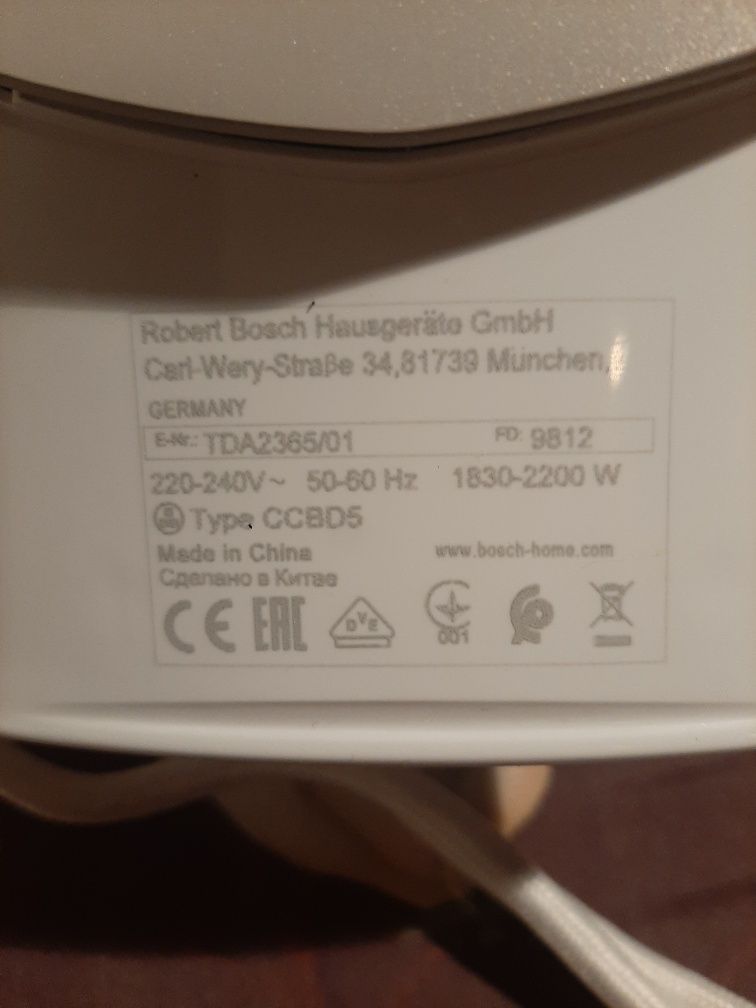 Robert Bosch Hausgeräte GmbH
Carl-Wery-Straße 34,81739 München,
GERMANY
E-Nr.: TDA2365/01 FD: 9812
220-240V~ 50-60 Hz 1830-2200 W
Type CCBD5
Made in China www.bosch-home.com
Сделано в Китае
CE EAC DVE 001